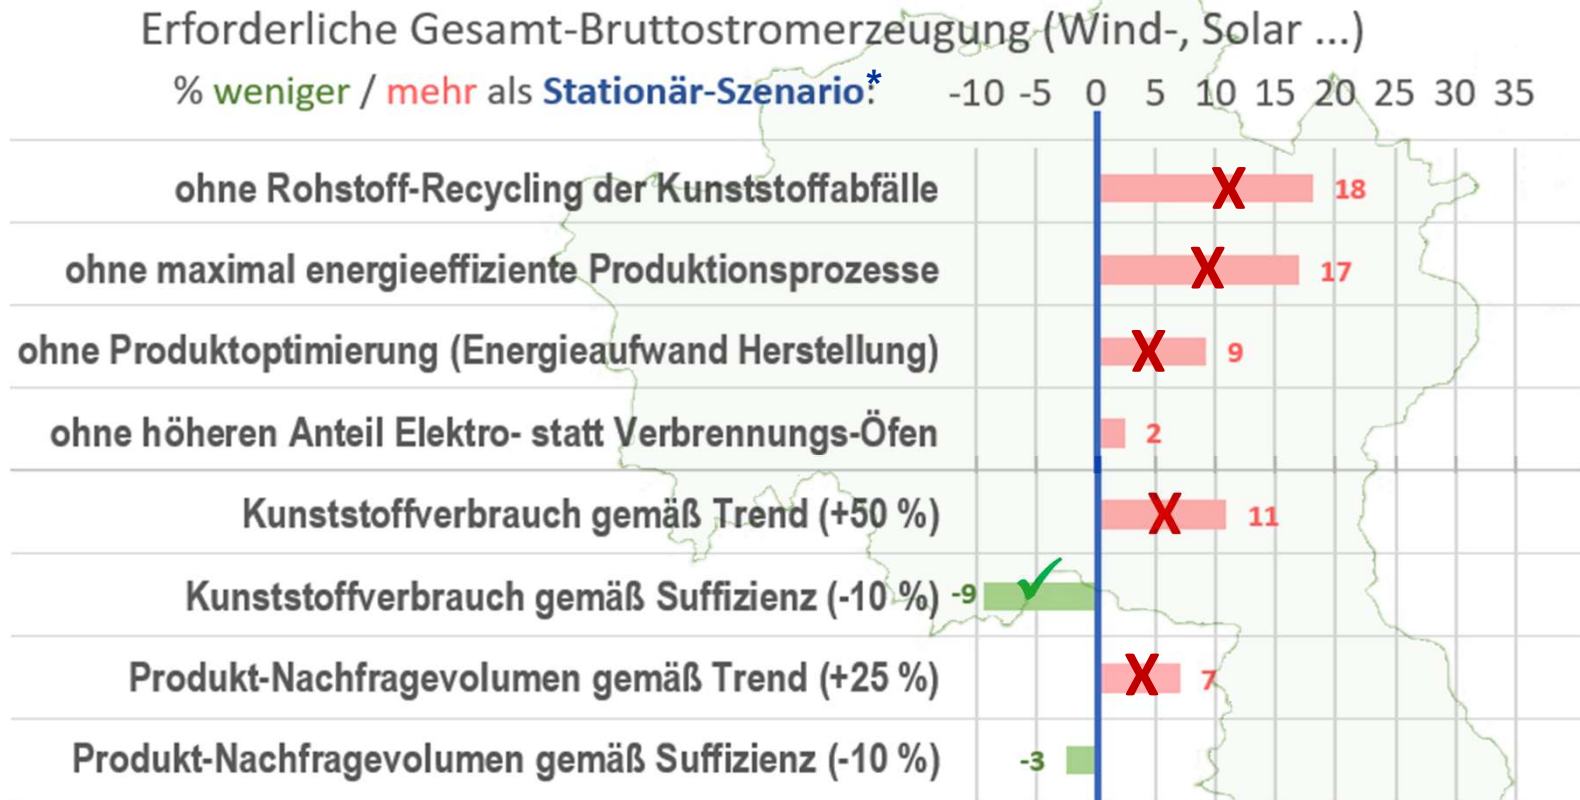 Erforderliche Gesamt-Bruttostromerzeugung (Wind-, Solar ...)
% weniger / mehr als Stationär-Szenario:* -10 -5 0 5 10 15 20 25 30 35
ohne Rohstoff-Recycling der Kunststoffabfälle X 18
ohne maximal energieeffiziente Produktionsprozesse X 17
ohne Produktoptimierung (Energieaufwand Herstellung) X 9
ohne höheren Anteil Elektro- statt Verbrennungs-Öfen 2
Kunststoffverbrauch gemäß Trend (+50 %) X 11
Kunststoffverbrauch gemäß Suffizienz (-10 %) -9 ✓
Produkt-Nachfragevolumen gemäß Trend (+25 %) X 7
Produkt-Nachfragevolumen gemäß Suffizienz (-10 %) -3